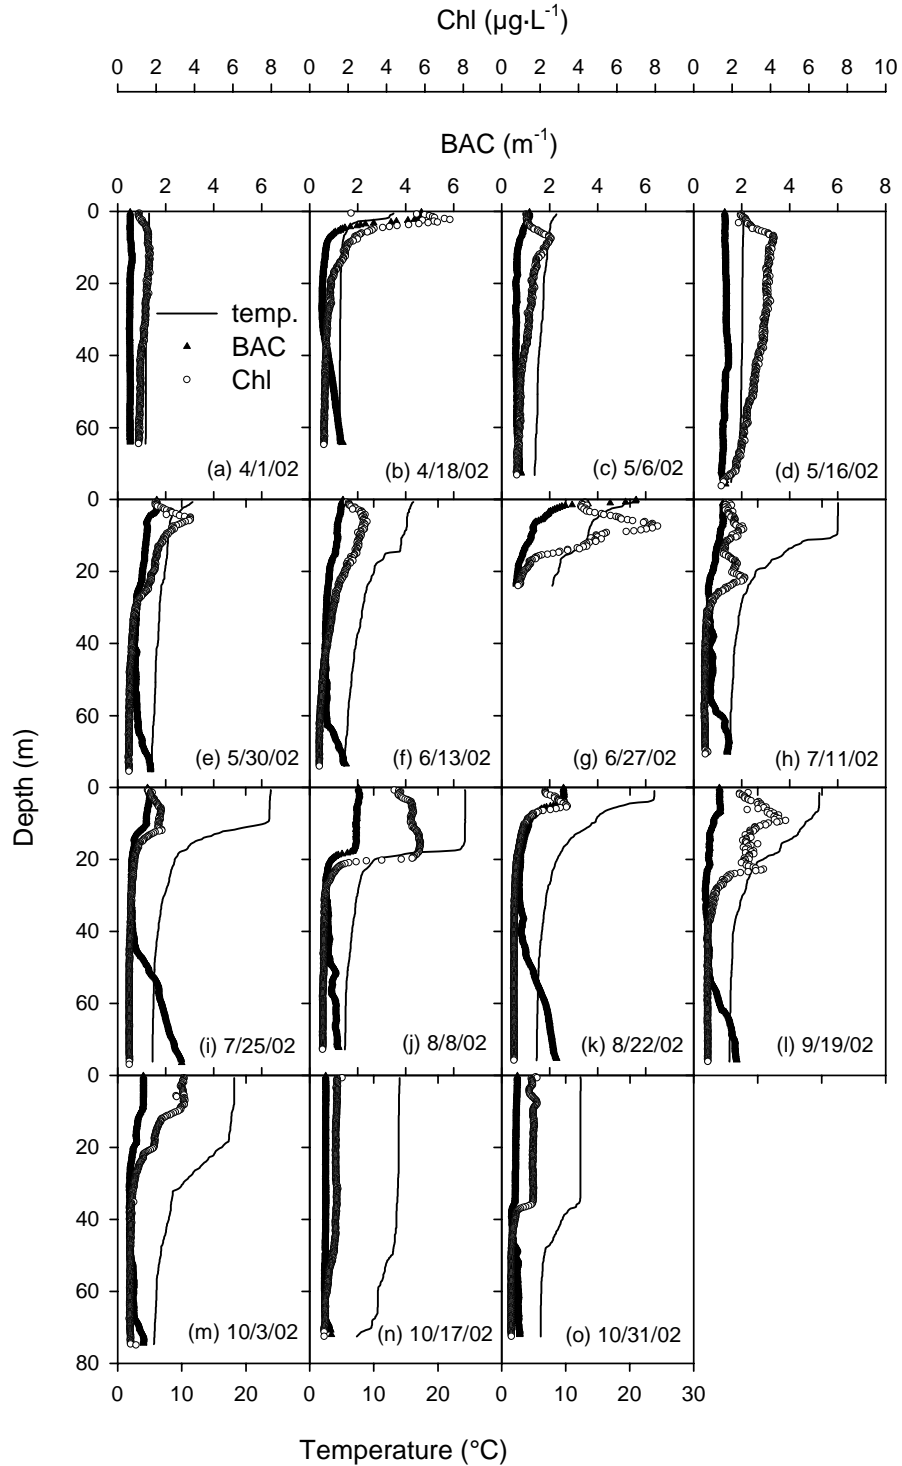 Chl (µg·L-1)
0 2 4 6 8 0 2 4 6 8 0 2 4 6 8 0 2 4 6 8 10
BAC (m-1)
0 2 4 6 0 2 4 6 0 2 4 6 0 2 4 6 8
0
20
40
60
temp.
BAC
Chl
(a) 4/1/02
(b) 4/18/02
(c) 5/6/02
(d) 5/16/02
0
20
40
60
(e) 5/30/02
(f) 6/13/02
(g) 6/27/02
(h) 7/11/02
Depth (m)
0
20
40
60
(i) 7/25/02
(j) 8/8/02
(k) 8/22/02
(l) 9/19/02
0
20
40
60
80
(m) 10/3/02
(n) 10/17/02
(o) 10/31/02
0 10 20 0 10 20 0 10 20 30
Temperature (°C)